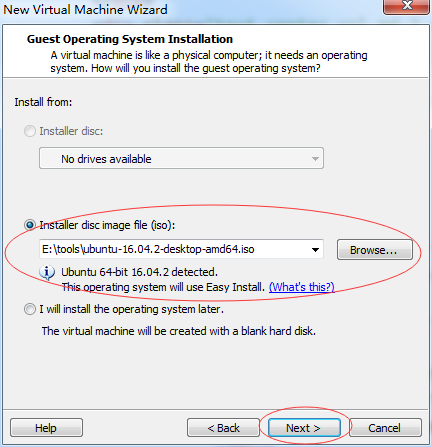 New Virtual Machine Wizard
Guest Operating System Installation
A virtual machine is like a physical computer; it needs an operating
system. How will you install the guest operating system?
Install from:
Installer disc:
No drives available
Installer disc image file (iso):
E:\tools\ubuntu-16.04.2-desktop-amd64.iso
Browse...
Ubuntu 64-bit 16.04.2 detected.
This operating system will use Easy Install. (What's this?)
I will install the operating system later.
The virtual machine will be created with a blank hard disk.
Help
< Back
Next >
Cancel